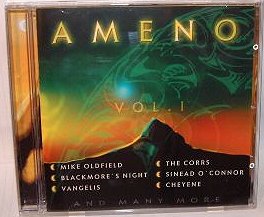 AMENO
VOL. I
MIKE OLDFIELD
BLACKMORE'S NIGHT
VANGELIS
THE CORRS
SINEAD O'CONNOR
CHEYENE
AND MANY MORE